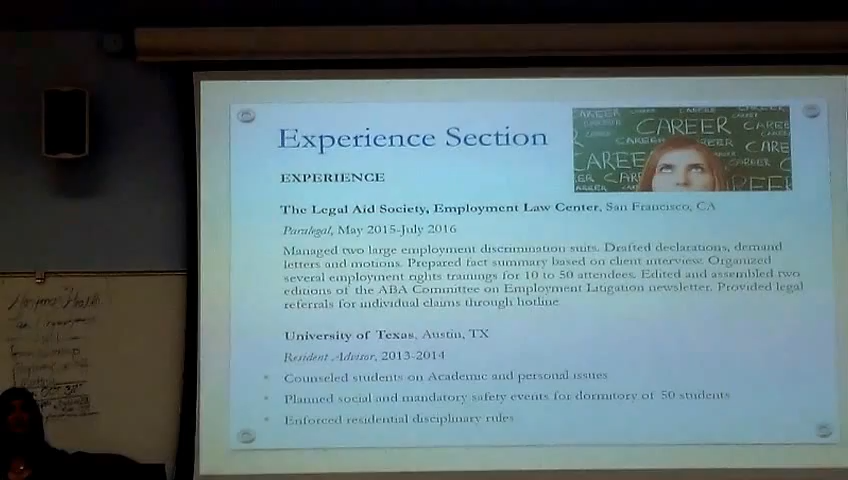 Experience Section
CAREER
EXPERIENCE
The Legal Aid Society, Employment Law Center, San Francisco, CA
Paralegal, May 2015-July 2016
Managed two large employment discrimination suits. Drafted declarations, demand
letters and motions. Prepared fact summary based on client interview. Organized
several employment rights trainings for 10 to 50 attendees. Edited and assembled two
editions of the ABA Committee on Employment Litigation newsletter. Provided legal
referrals for individual claims through hotline
University of Texas, Austin, TX
Resident Advisor, 2013-2014
Counseled students on Academic and personal issues
Planned social and mandatory safety events for dormitory of 50 students
Enforced residential disciplinary rules